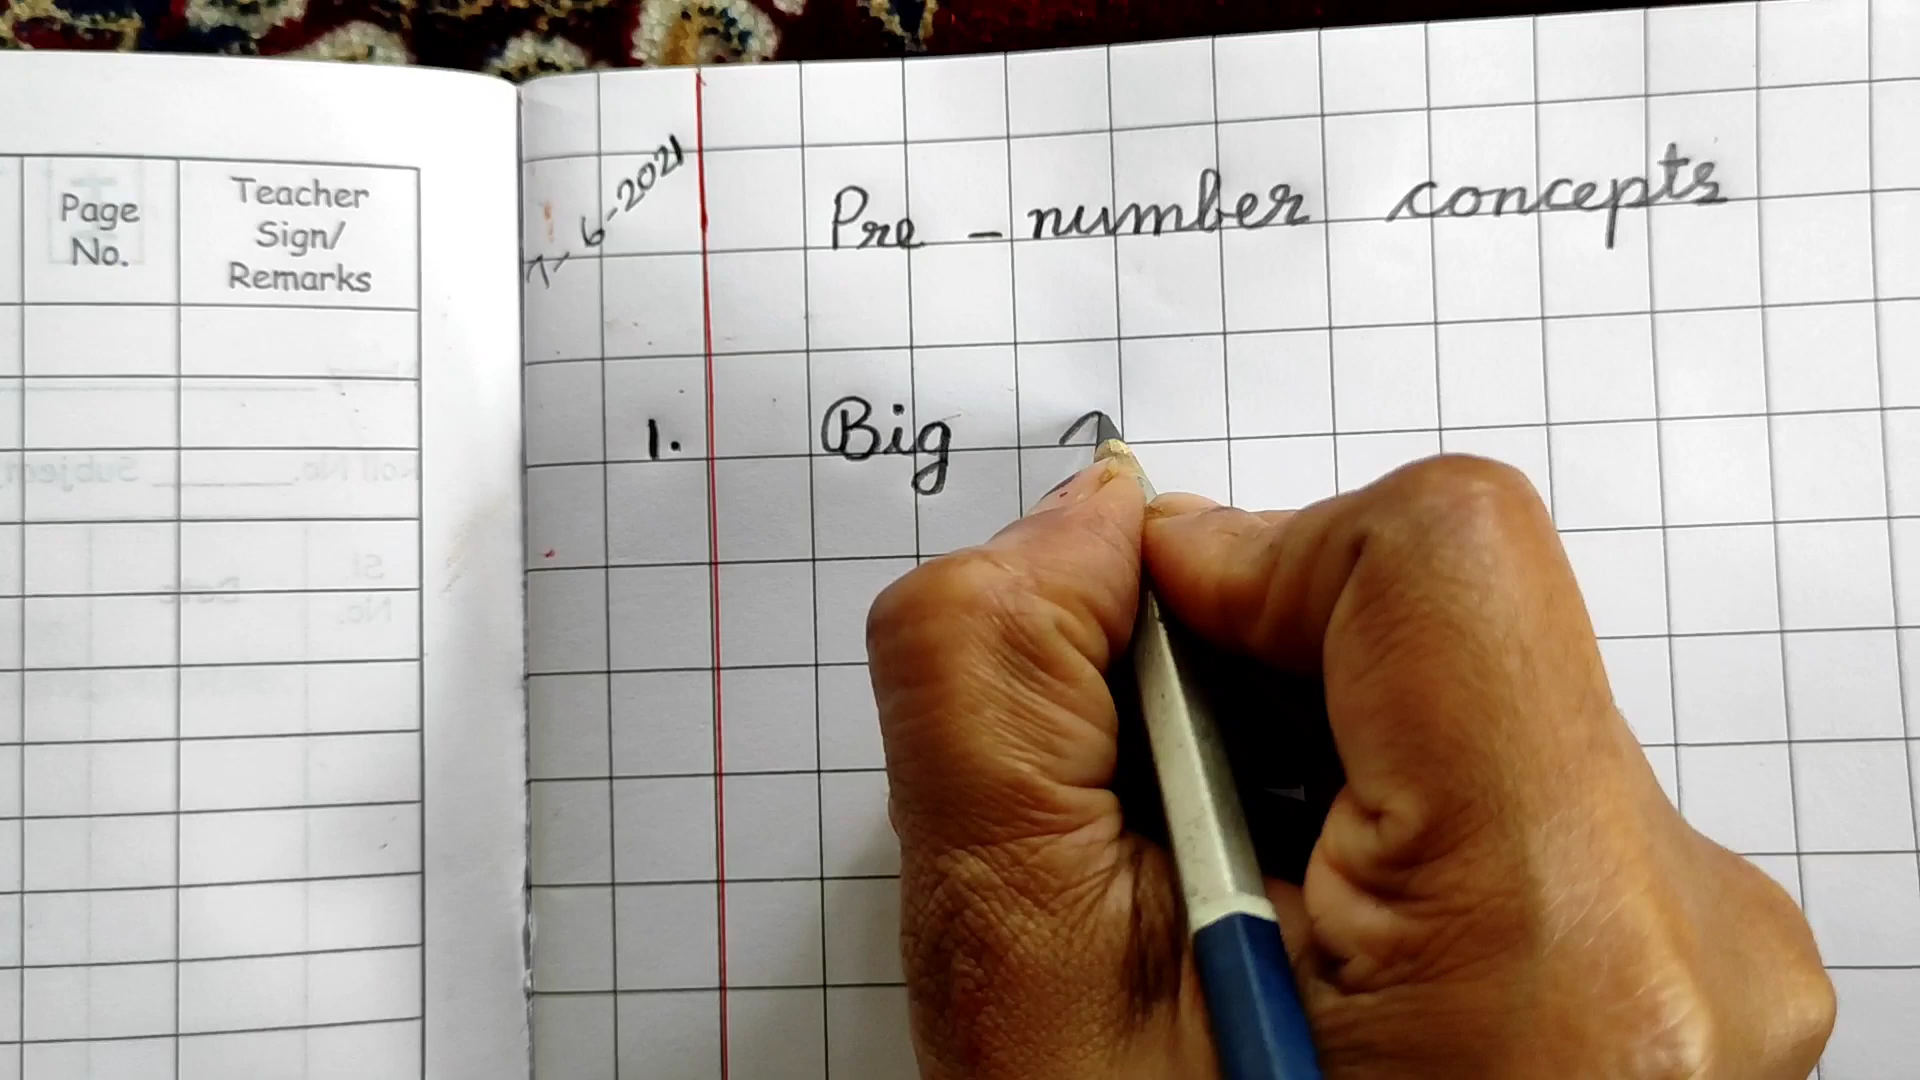 Page
No.
Teacher
Sign/
Remarks
7-6-2021
Pre - number concepts
1. Big